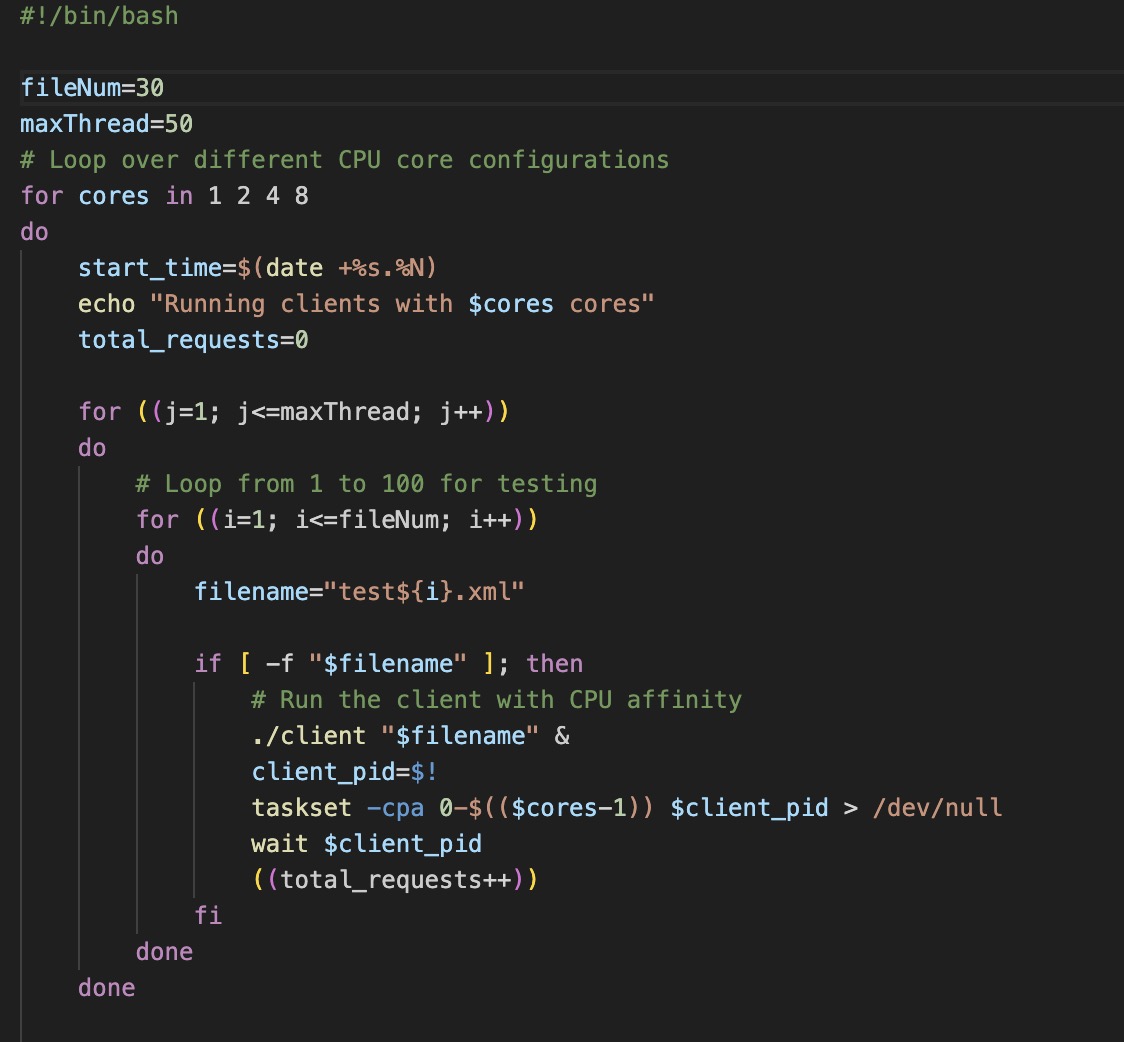 #!/bin/bash
fileNum=30
maxThread=50
# Loop over different CPU core configurations
for cores in 1 2 4 8
do
    start_time=$(date +%s.%N)
    echo "Running clients with $cores cores"
    total_requests=0
    for ((j=1; j<=maxThread; j++))
    do
        # Loop from 1 to 100 for testing
        for ((i=1; i<=fileNum; i++))
        do
            filename="test${i}.xml"
            if [ -f "$filename" ]; then
                # Run the client with CPU affinity
                ./client "$filename" &
                client_pid=$!
                taskset -cpa 0-$(($cores-1)) $client_pid > /dev/null
                wait $client_pid
                ((total_requests++))
            fi
        done
    done